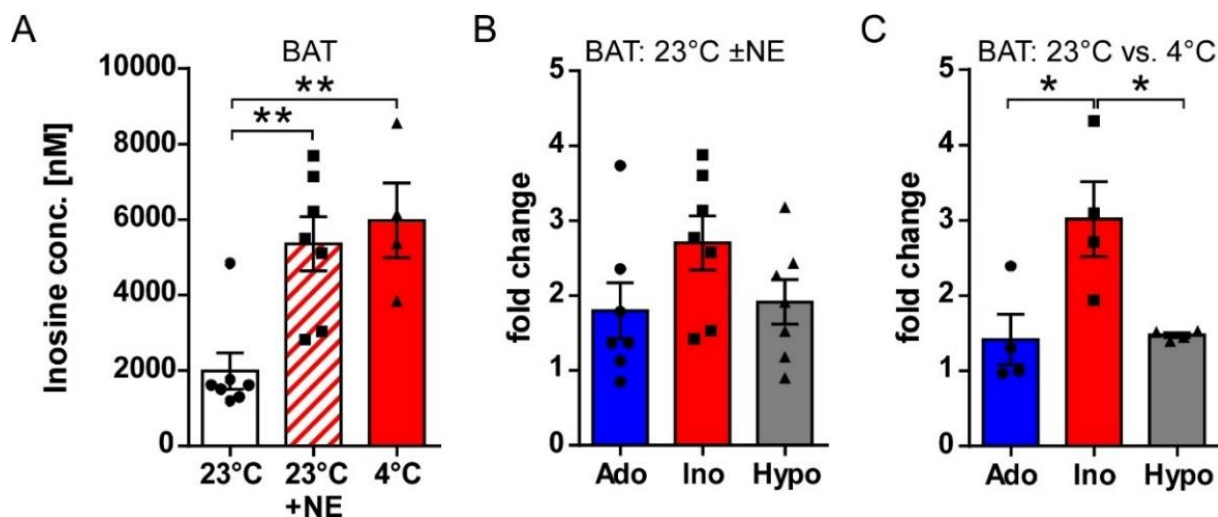 A
BAT
Inosine conc. [nM]
10000
8000
6000
4000
2000
0
**
**
23°C
23°C
+NE
4°C
B
BAT: 23°C ±NE
fold change
5
4
3
2
1
0
Ado
Ino
Hypo
C
BAT: 23°C vs. 4°C
fold change
5
4
3
2
1
0
*
*
Ado
Ino
Hypo